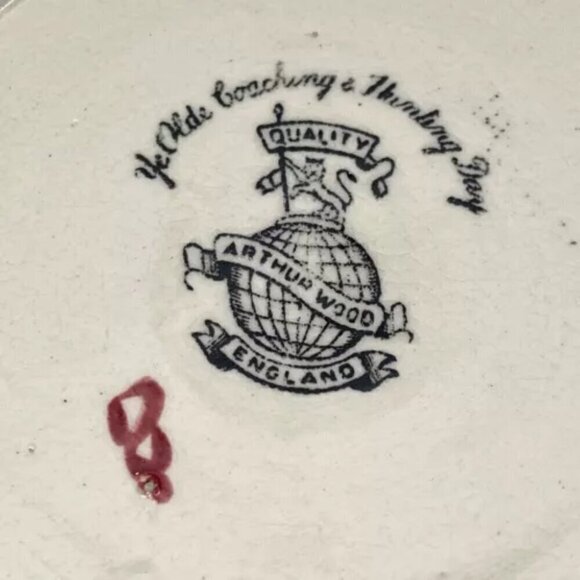 Ye Olde Coaching & Hunting Days
QUALITY
ARTHUR WOOD
ENGLAND
8